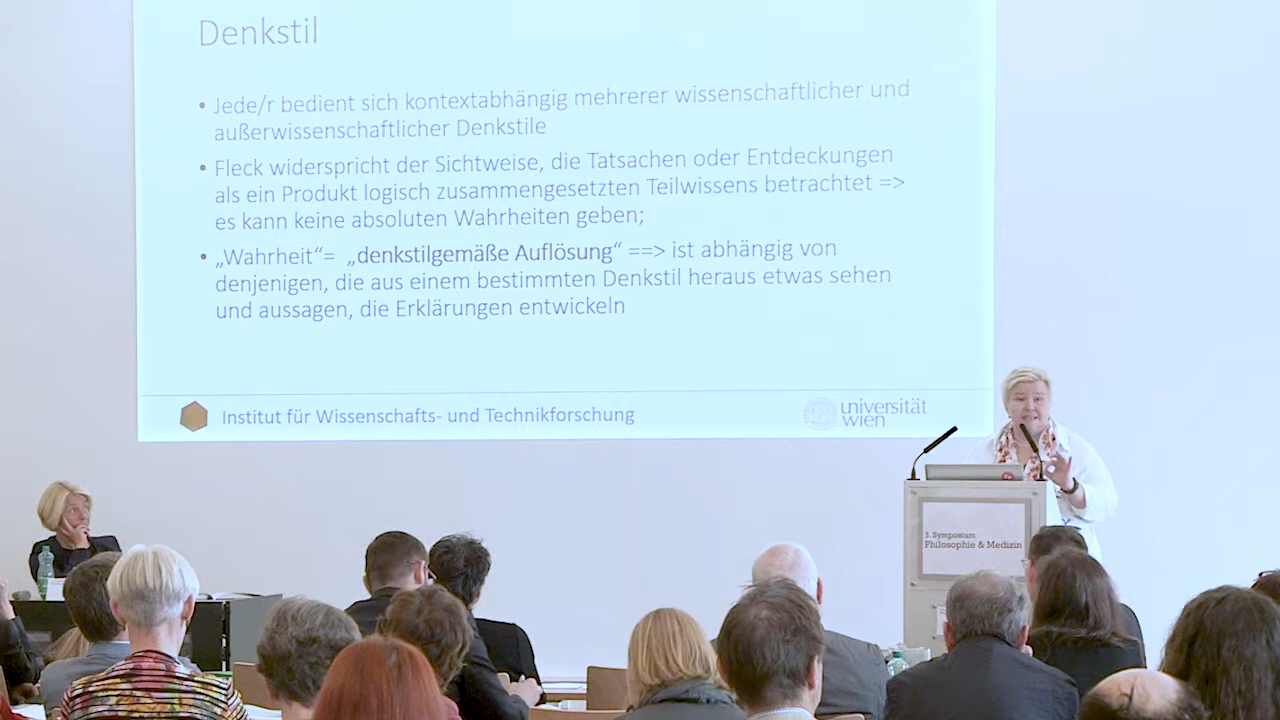 Denkstil
• Jede/r bedient sich kontextabhängig mehrerer wissenschaftlicher und
außerwissenschaftlicher Denkstile
• Fleck widerspricht der Sichtweise, die Tatsachen oder Entdeckungen
als ein Produkt logisch zusammengesetzten Teilwissens betrachtet =>
es kann keine absoluten Wahrheiten geben;
• „Wahrheit“= „denkstilgemäße Auflösung“ ==> ist abhängig von
denjenigen, die aus einem bestimmten Denkstil heraus etwas sehen
und aussagen, die Erklärungen entwickeln
Institut für Wissenschafts- und Technikforschung
universität
wien
3. Symposium
Philosophie & Medizin